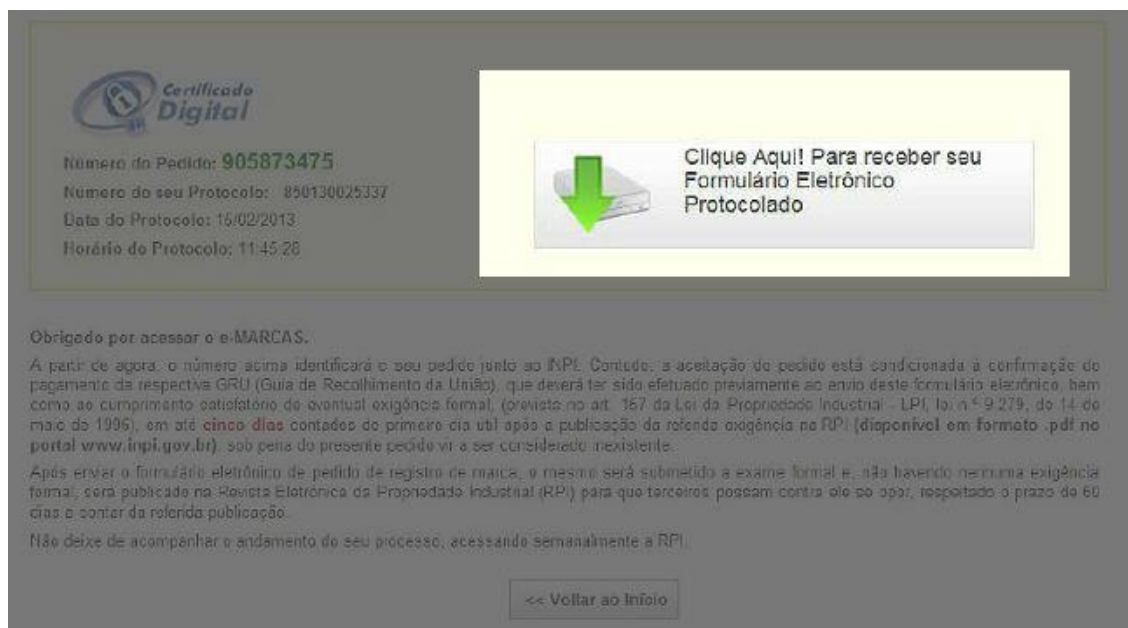 Certificado
Digital
Número do Pedido: 905873475
Número do seu Protocolo: 850130025337
Data do Protocolo: 15/02/2013
Horário do Protocolo: 11:45:28
Clique Aqui! Para receber seu
Formulário Eletrônico
Protocolado
Obrigado por acessar o e-MARCAS.
A partir de agora, o número acima identificará o seu pedido junto ao INPI. Contudo, a aceitação do pedido está condicionada à confirmação do
pagamento da respectiva GRU (Guia de Recolhimento da União), que deverá ter sido efetuado previamente ao envio deste formulário eletrônico, bem
como ao cumprimento satisfatório de eventual exigência formal, (prevista no art. 157 da Lei da Propriedade Industrial - LPI, lei n.º 9.279, de 14 de
maio de 1996), em até cinco dias contados do primeiro dia útil após a publicação da referida exigência na RPI (disponível em formato .pdf no
portal www.inpi.gov.br), sob pena do presente pedido vir a ser considerado inexistente.
Após enviar o formulário eletrônico de pedido de registro de marca, o mesmo será submetido a exame formal e, não havendo nenhuma exigência
formal, será publicado na Revista Eletrônica da Propriedade Industrial (RPI) para que terceiros possam contra ele se opor, respeitado o prazo de 60
dias a contar da referida publicação.
Não deixe de acompanhar o andamento do seu processo, acessando semanalmente a RPI.
<< Voltar ao Início